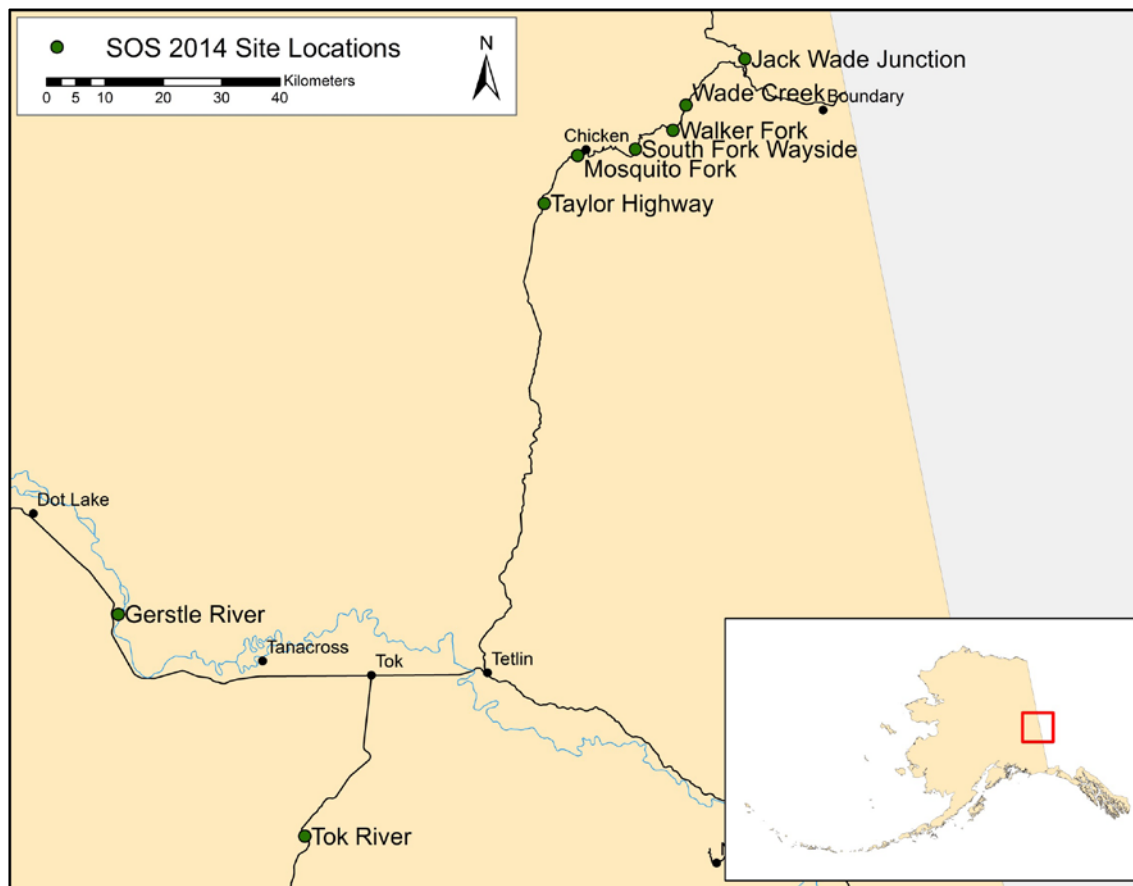 SOS 2014 Site Locations
Kilometers
0 5 10 20 30 40
N
Jack Wade Junction
Wade Creek
Boundary
Walker Fork
Chicken
South Fork Wayside
Mosquito Fork
Taylor Highway
Dot Lake
Gerstle River
Tanacross
Tok
Tetlin
Tok River